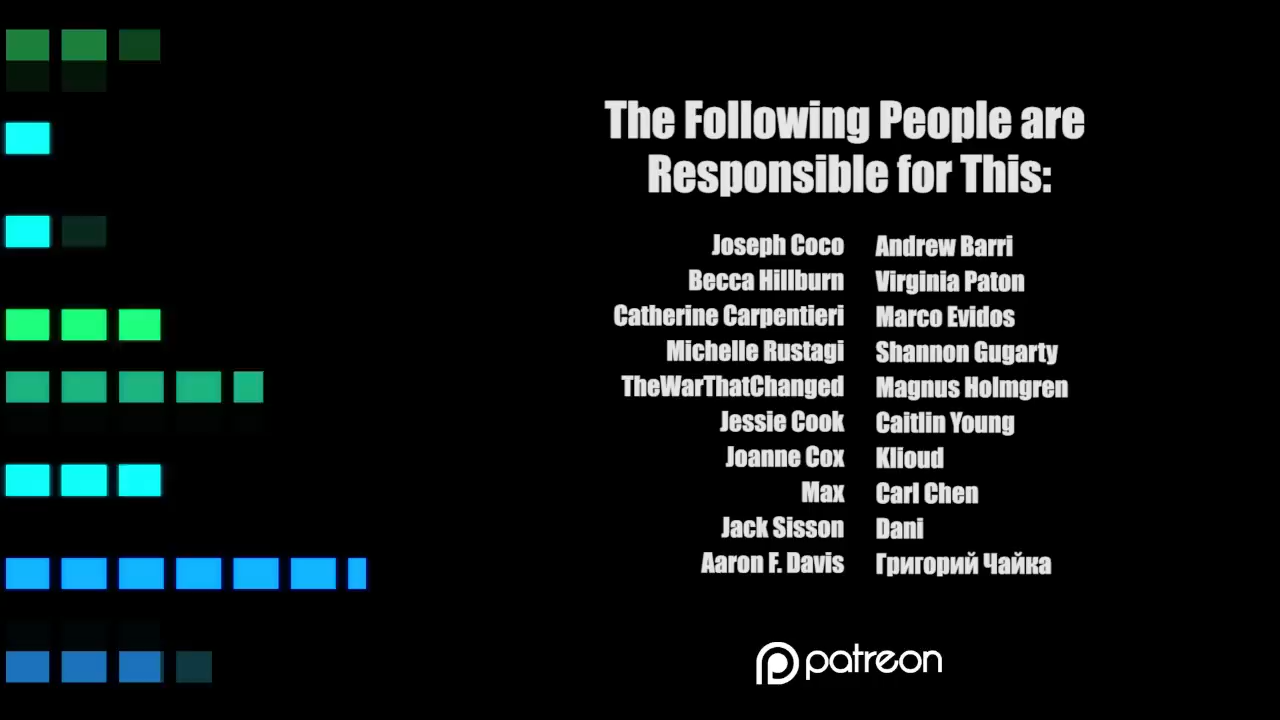 The Following People are
Responsible for This:
Joseph Coco
Becca Hillburn
Catherine Carpentieri
Michelle Rustagi
TheWarThatChanged
Jessie Cook
Joanne Cox
Max
Jack Sisson
Aaron F. Davis
Andrew Barri
Virginia Paton
Marco Evidos
Shannon Gugarty
Magnus Holmgren
Caitlin Young
Klioud
Carl Chen
Dani
Григорий Чайка
patreon